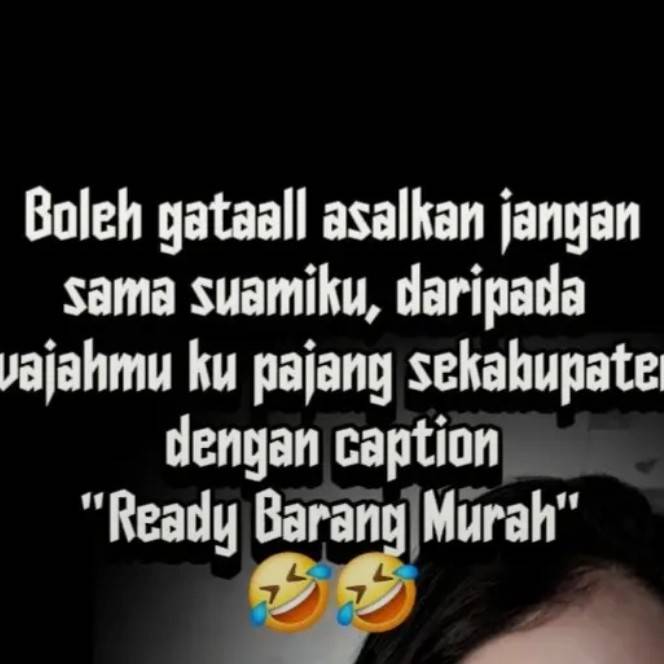 Boleh gataall asalkan jangan
sama suamiku, daripada
wajahmu ku pajang sekabupaten
dengan caption
"Ready Barang Murah"
🤣🤣